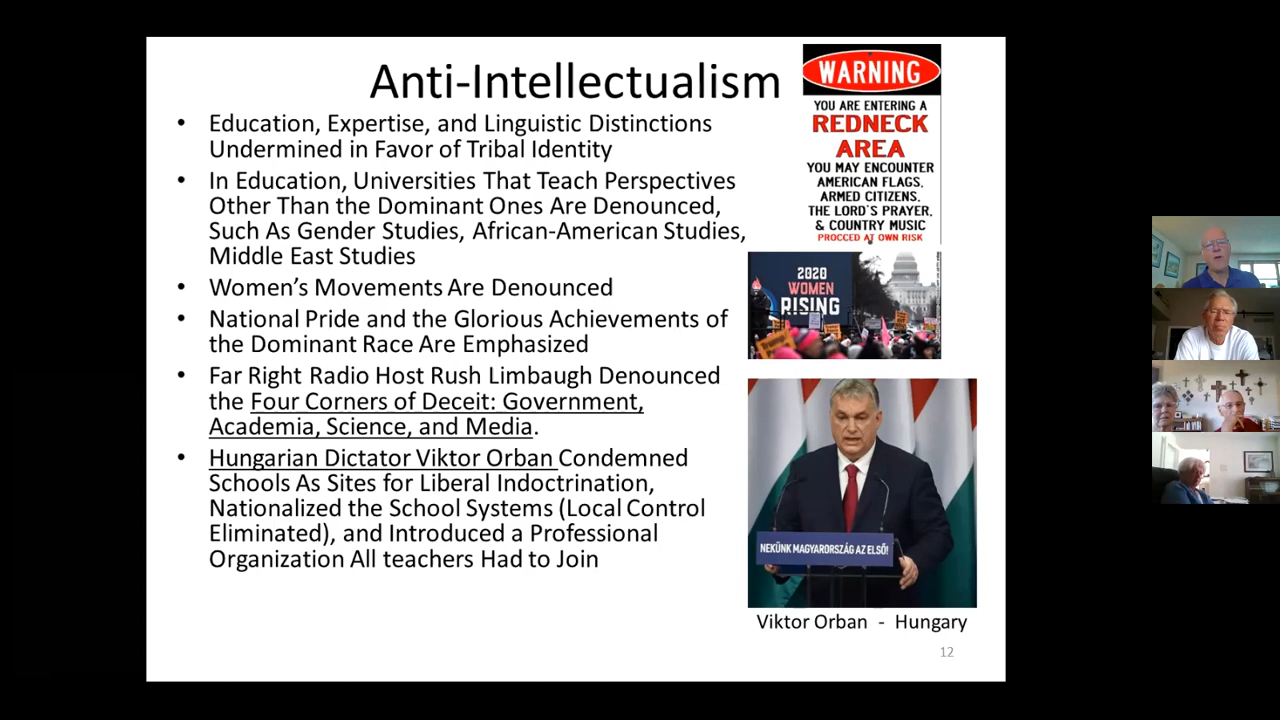 Anti-Intellectualism
• Education, Expertise, and Linguistic Distinctions
Undermined in Favor of Tribal Identity
• In Education, Universities That Teach Perspectives
Other Than the Dominant Ones Are Denounced,
Such As Gender Studies, African-American Studies,
Middle East Studies
• Women's Movements Are Denounced
• National Pride and the Glorious Achievements of
the Dominant Race Are Emphasized
• Far Right Radio Host Rush Limbaugh Denounced
the Four Corners of Deceit: Government,
Academia, Science, and Media.
• Hungarian Dictator Viktor Orban Condemned
Schools As Sites for Liberal Indoctrination,
Nationalized the School Systems (Local Control
Eliminated), and Introduced a Professional
Organization All teachers Had to Join
WARNING
YOU ARE ENTERING A
REDNECK
AREA
YOU MAY ENCOUNTER
AMERICAN FLAGS,
ARMED CITIZENS,
THE LORD'S PRAYER,
& COUNTRY MUSIC
PROCCED AT OWN RISK
2020
WOMEN
RISING
NEKÜNK MAGYARORSZÁG AZ ELSŐ!
Viktor Orban - Hungary
12